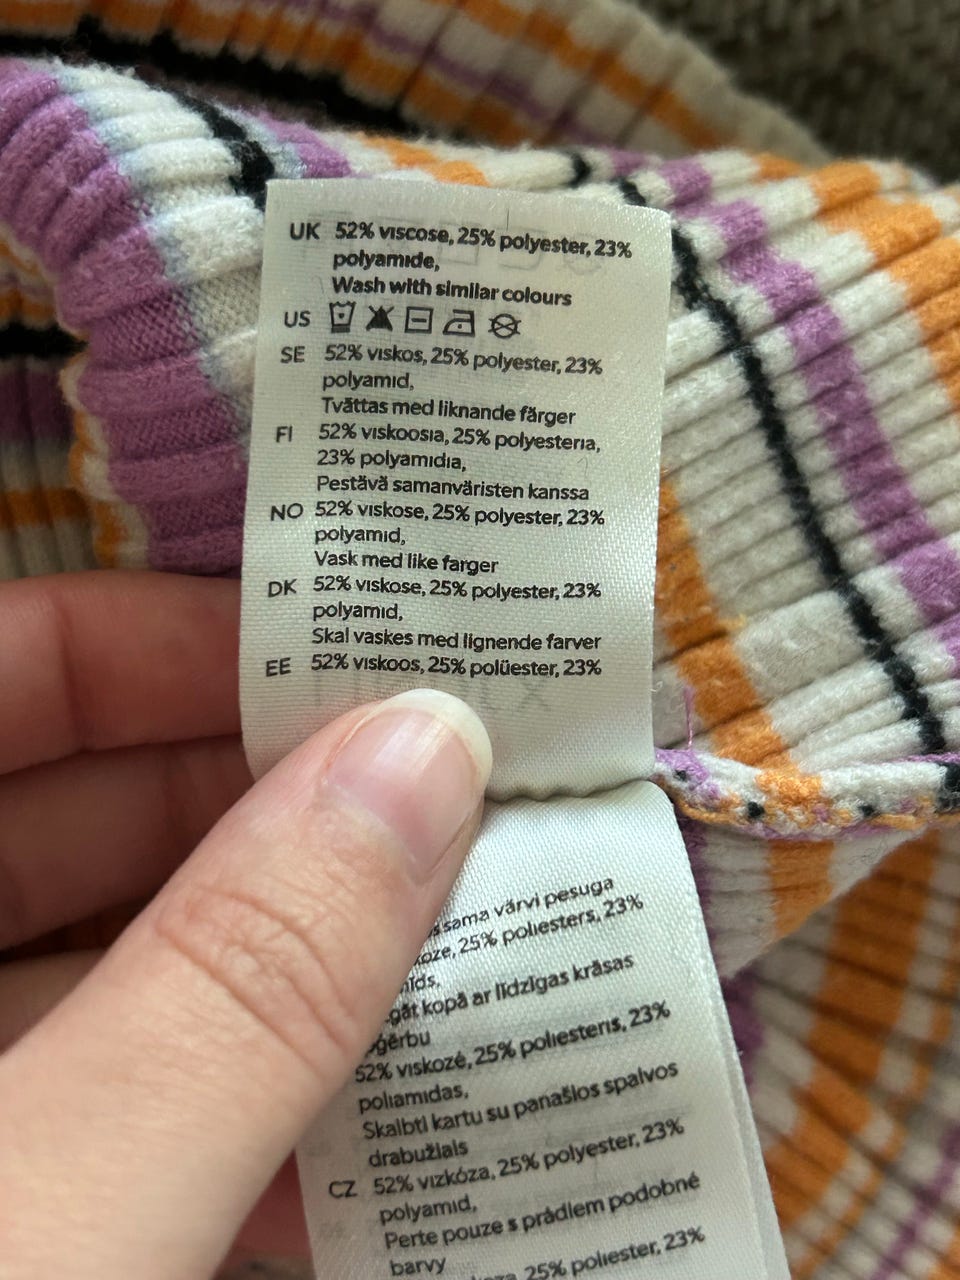 UK 52% viscose, 25% polyester, 23%
polyamide,
Wash with similar colours
US
SE 52% viskos, 25% polyester, 23%
polyamid,
Tvättas med liknande färger
FI 52% viskoosia, 25% polyesteria,
23% polyamidia,
Pestävä samanväristen kanssa
NO 52% viskose, 25% polyester, 23%
polyamid,
Vask med like farger
DK 52% viskose, 25% polyester, 23%
polyamid,
Skal vaskes med lignende farver
EE 52% viskoos, 25% polüester, 23%
sama värvi pesuga
25% poliesters, 23%
kopā ar līdzīgas krāsas
52% viskozė, 25% poliesteris, 23%
poliamidas,
Skalbti kartu su panašios spalvos
drabužiais
CZ 52% vizkóza, 25% polyester, 23%
polyamid,
Perte pouze s prádlem podobné
barvy
25% poliester, 23%